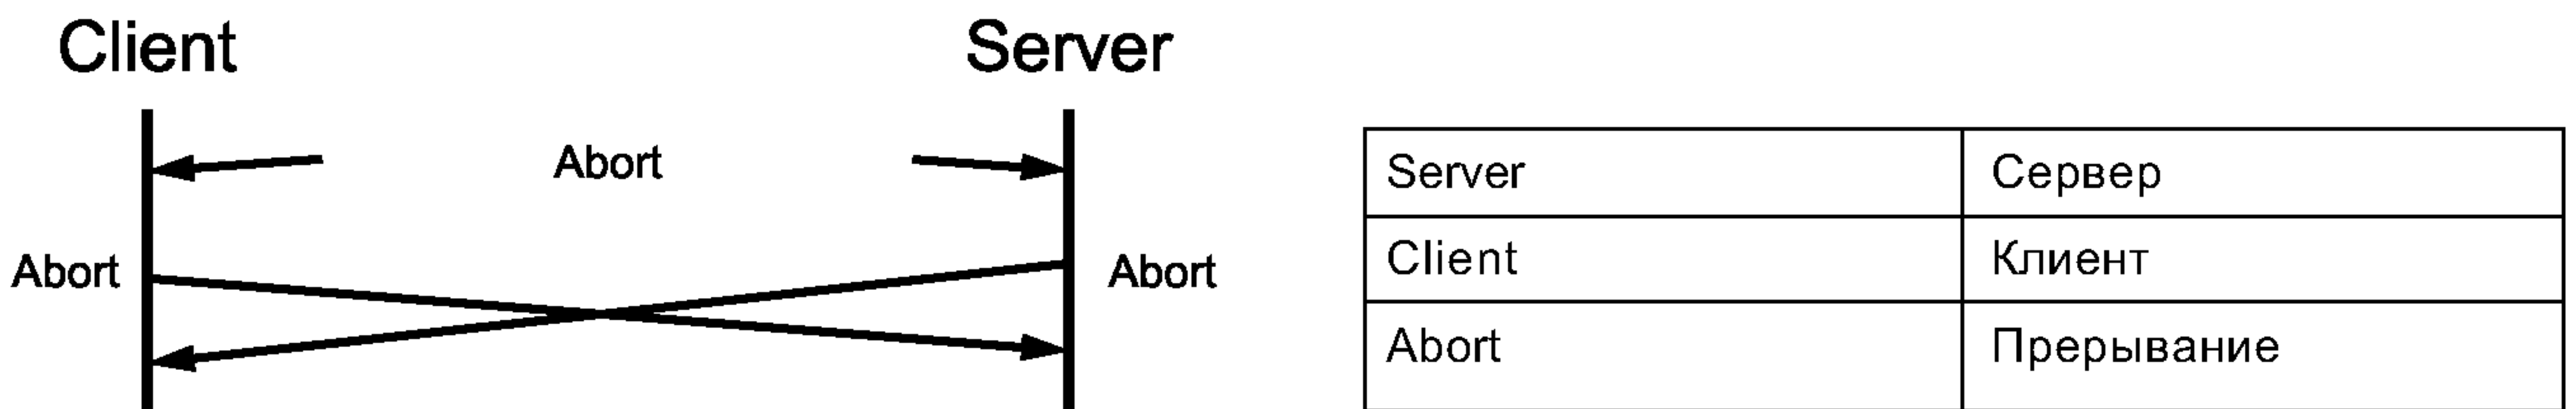 Client Server
Abort
Abort Abort
Server Сервер
Client Клиент
Abort Прерывание